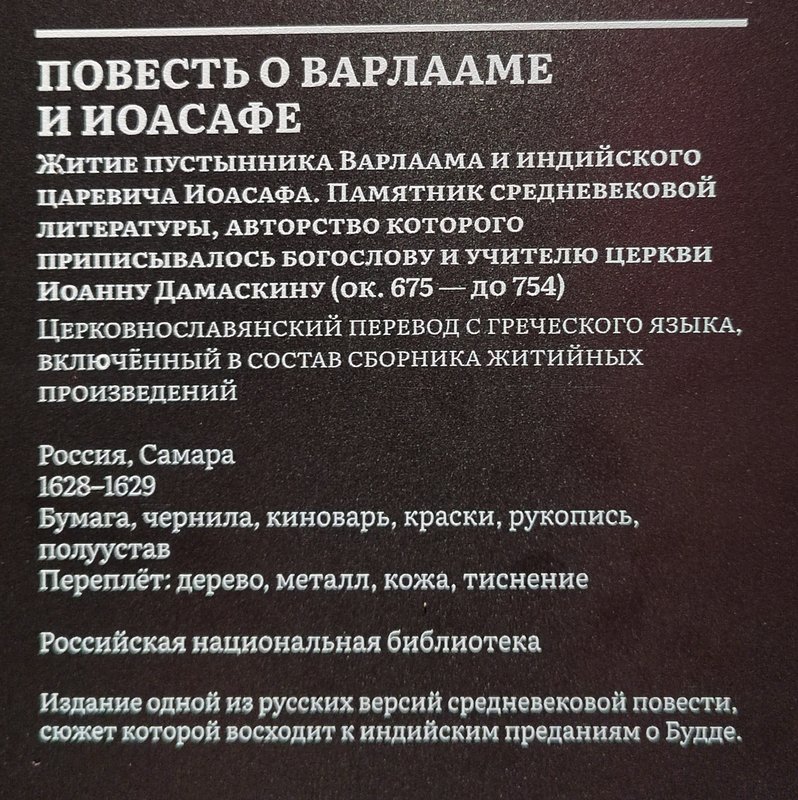 ПОВЕСТЬ О ВАРЛААМЕ
И ИОАСАФЕ
Житие пустынника Варлаама и индийского
царевича Иоасафа. Памятник средневековой
литературы, авторство которого
приписывалось богослову и учителю церкви
Иоанну Дамаскину (ок. 675 — до 754)
Церковнославянский перевод с греческого языка,
включённый в состав сборника житийных
произведений
Россия, Самара
1628–1629
Бумага, чернила, киноварь, краски, рукопись,
полуустав
Переплёт: дерево, металл, кожа, тиснение
Российская национальная библиотека
Издание одной из русских версий средневековой повести,
сюжет которой восходит к индийским преданиям о Будде.